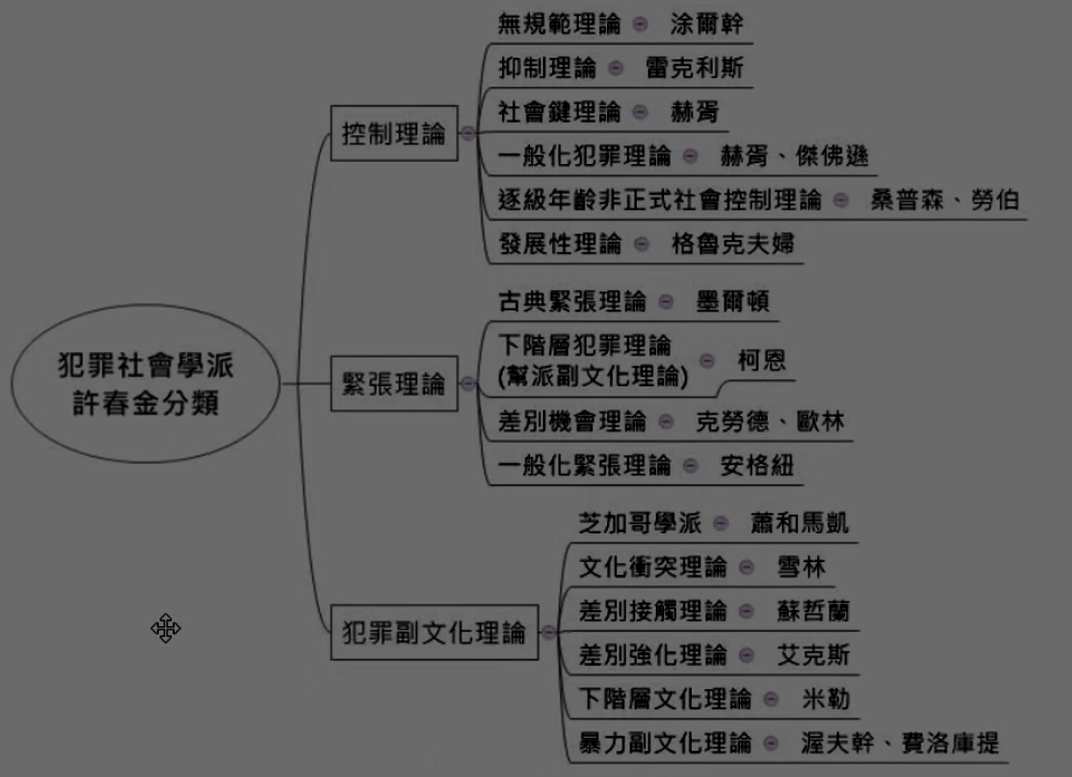 犯罪社會學派
許春金分類
控制理論
無規範理論 涂爾幹
抑制理論 雷克利斯
社會鍵理論 赫胥
一般化犯罪理論 赫胥、傑佛遜
逐級年齡非正式社會控制理論 桑普森、勞伯
發展性理論 格魯克夫婦
緊張理論
古典緊張理論 墨爾頓
下階層犯罪理論
(幫派副文化理論) 柯恩
差別機會理論 克勞德、歐林
一般化緊張理論 安格紐
犯罪副文化理論
芝加哥學派 蕭和馬凱
文化衝突理論 雪林
差別接觸理論 蘇哲蘭
差別強化理論 艾克斯
下階層文化理論 米勒
暴力副文化理論 渥夫幹、費洛庫提